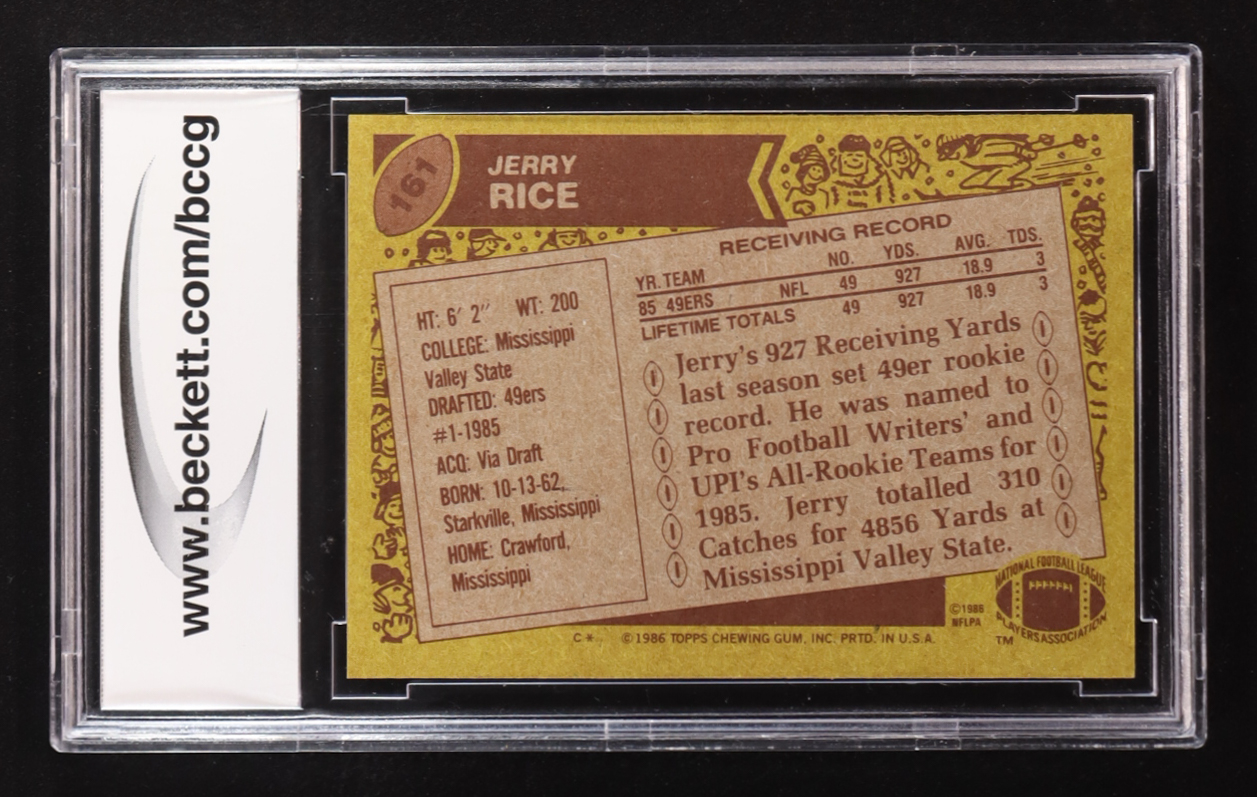 www.beckett.com/bccg
161
JERRY
RICE
RECEIVING RECORD
YR. TEAM NO. YDS. AVG. TDS.
85 49ERS NFL 49 927 18.9 3
LIFETIME TOTALS 49 927 18.9 3
HT: 6' 2" WT: 200
COLLEGE: Mississippi
Valley State
DRAFTED: 49ers
#1-1985
ACQ: Via Draft
BORN: 10-13-62,
Starkville, Mississippi
HOME: Crawford,
Mississippi
Jerry's 927 Receiving Yards
last season set 49er rookie
record. He was named to
Pro Football Writers' and
UPI's All-Rookie Teams for
1985. Jerry totalled 310
Catches for 4856 Yards at
Mississippi Valley State.
©1986
NFLPA
NATIONAL FOOTBALL LEAGUE
PLAYERS ASSOCIATION
TM
C* ©1986 TOPPS CHEWING GUM, INC. PRTD. IN U.S.A.